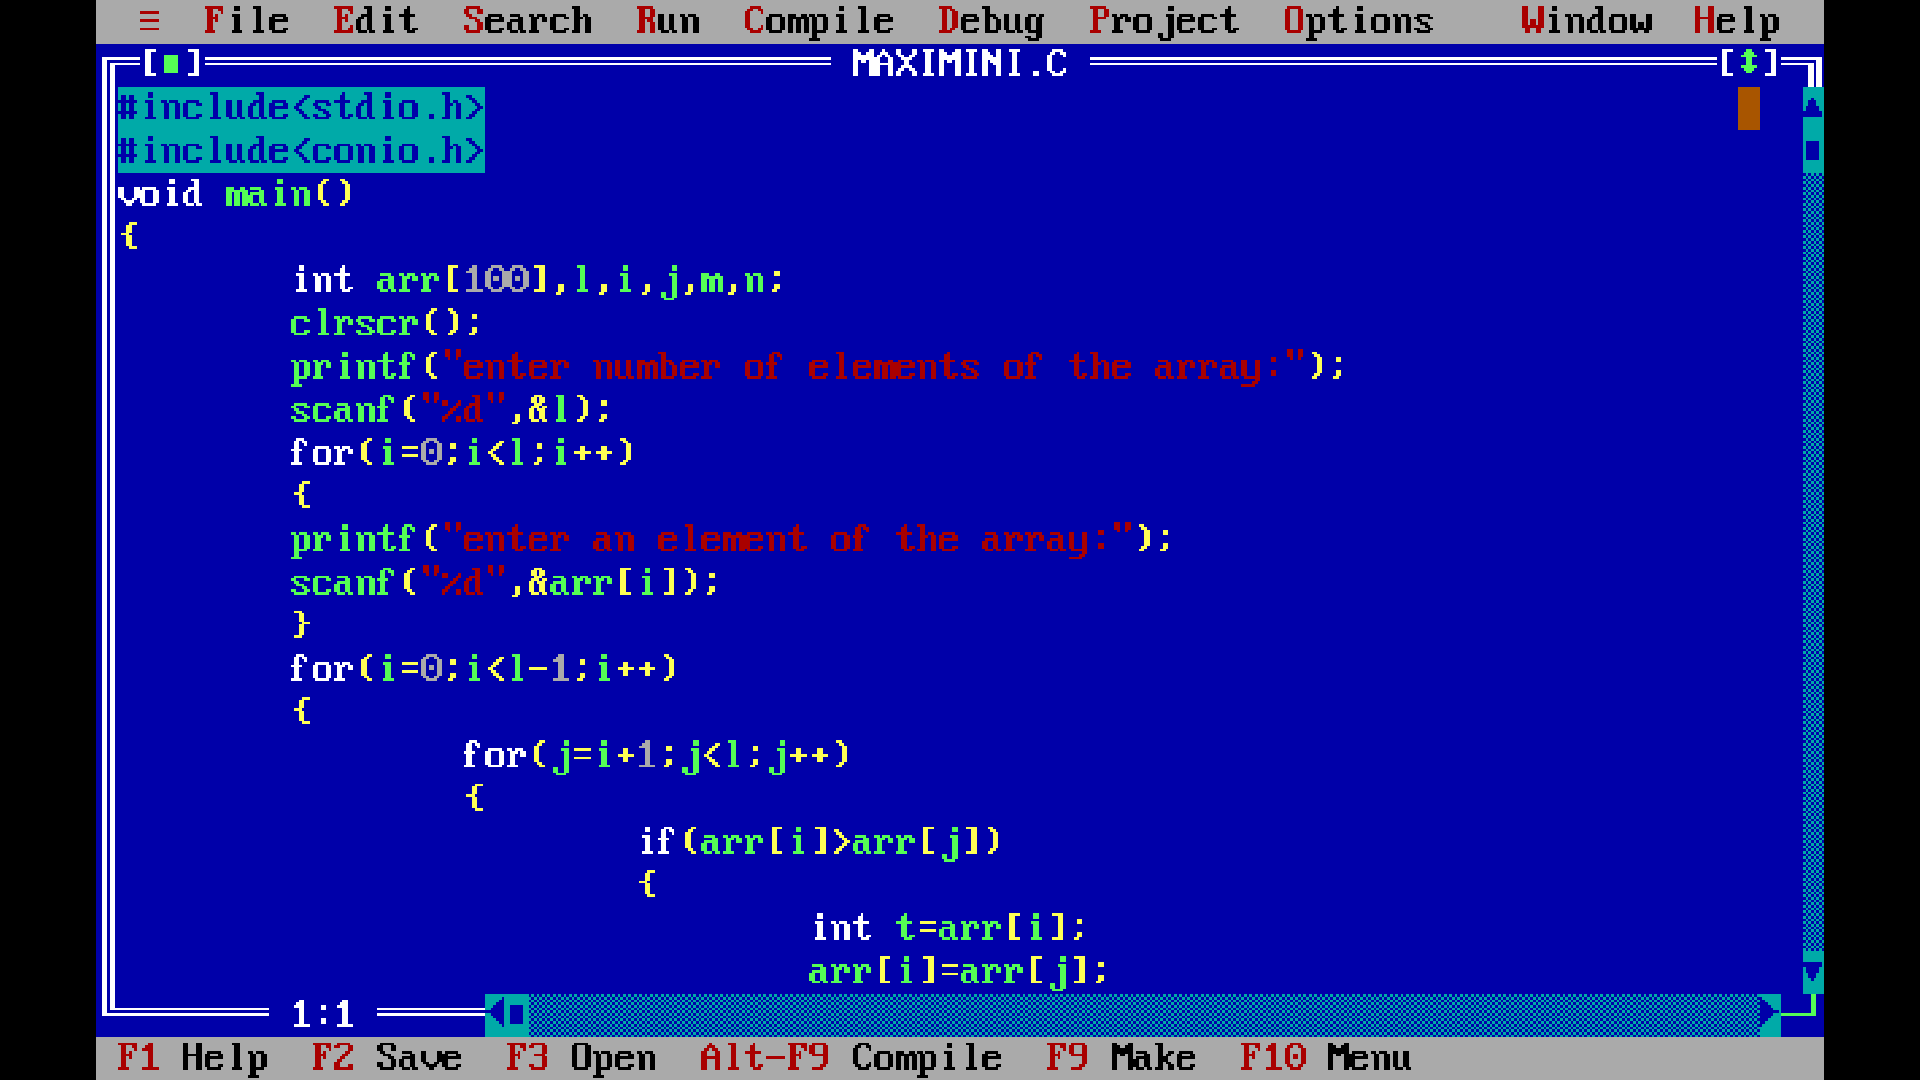 ≡ File Edit Search Run Compile Debug Project Options Window Help
[■] MAXIMINI.C [↕]
#include<stdio.h>
#include<conio.h>
void main()
{
int arr[100],l,i,j,m,n;
clrscr();
printf("enter number of elements of the array:");
scanf("%d",&l);
for(i=0;i<l;i++)
{
printf("enter an element of the array:");
scanf("%d",&arr[i]);
}
for(i=0;i<l-1;i++)
{
for(j=i+1;j<l;j++)
{
if(arr[i]>arr[j])
{
int t=arr[i];
arr[i]=arr[j];
1:1
F1 Help F2 Save F3 Open Alt-F9 Compile F9 Make F10 Menu